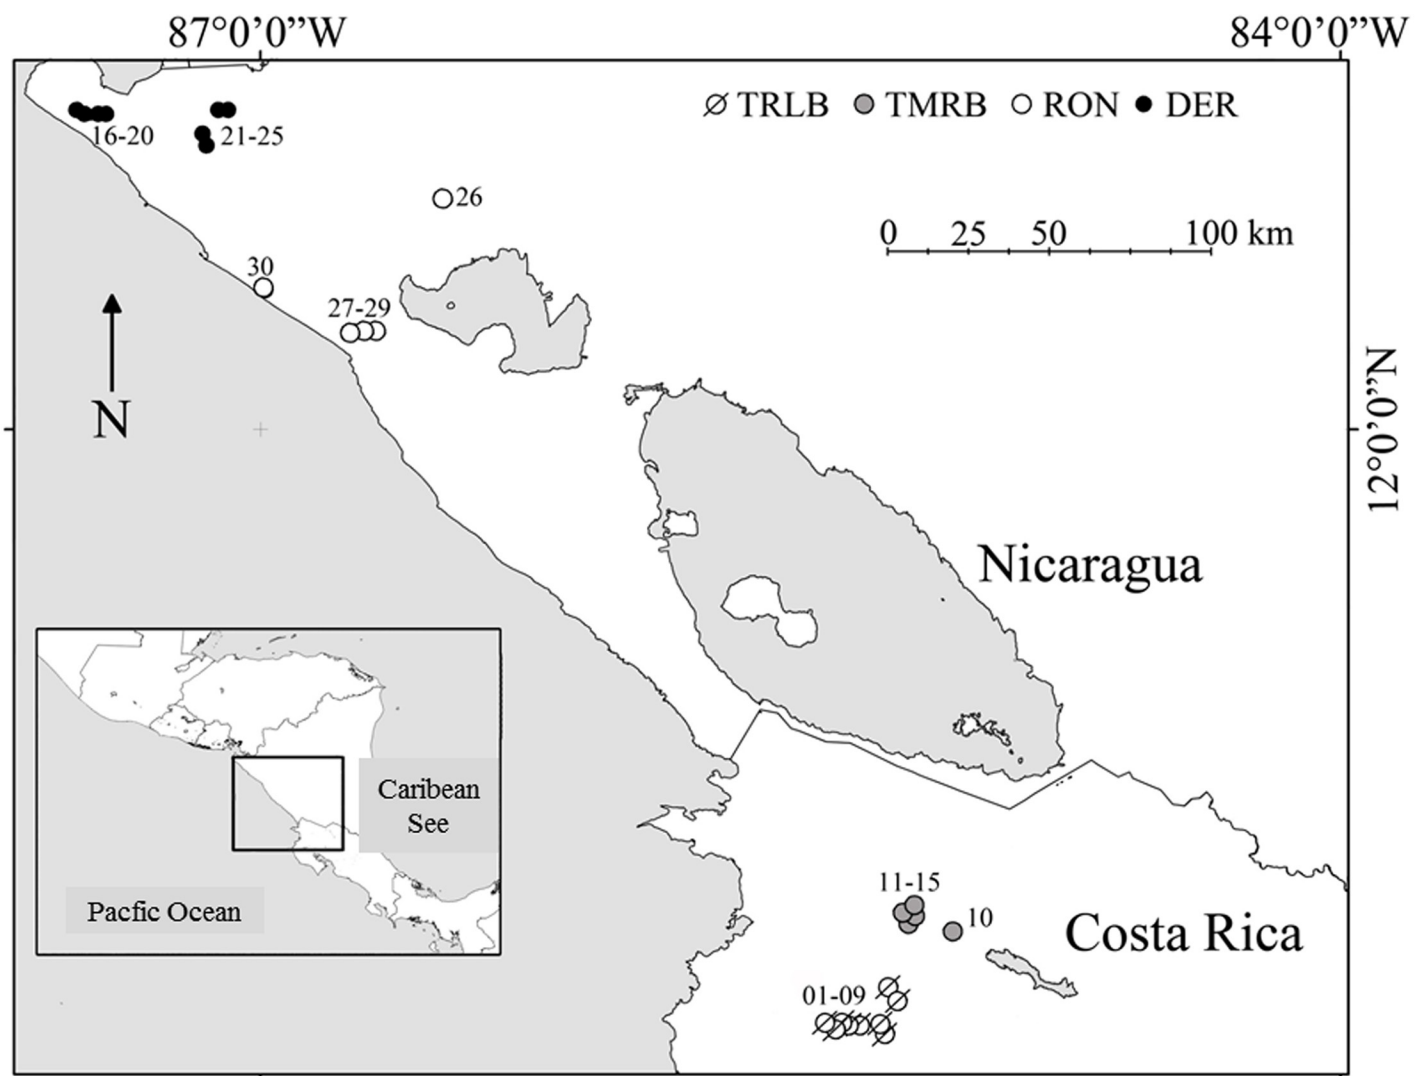 87°0’0”W
84°0’0”W
TRLB TMRB RON DER
16-20
21-25
26
0 25 50 100 km
30
27-29
N
12°0’0”N
Nicaragua
Caribean
See
Pacfic Ocean
11-15
10
Costa Rica
01-09